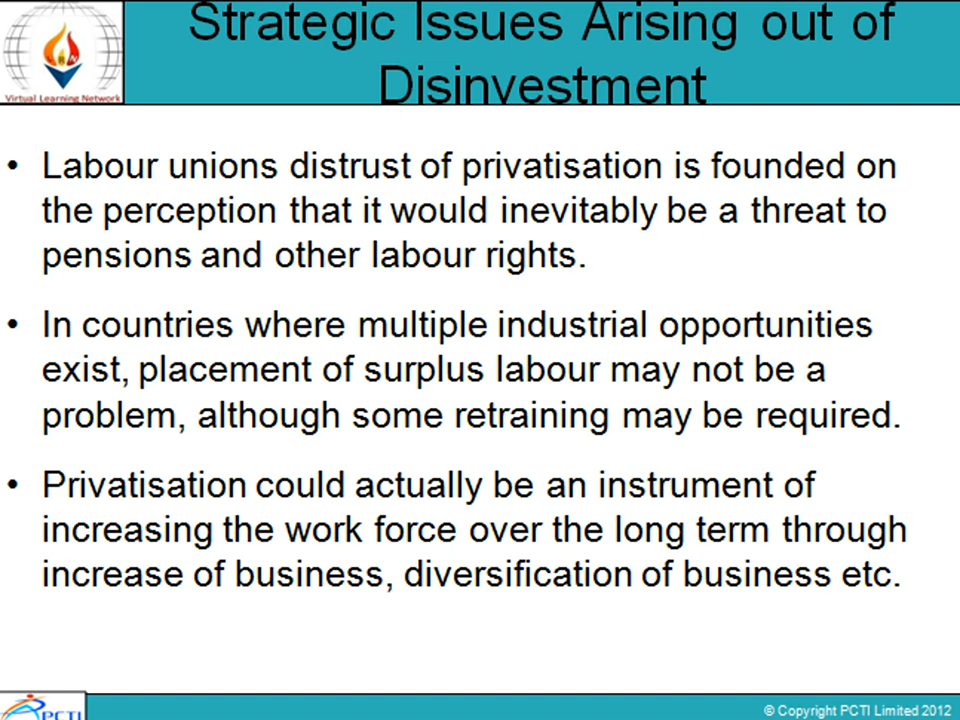 Strategic Issues Arising out of
Disinvestment
Virtual Learning Network
• Labour unions distrust of privatisation is founded on
the perception that it would inevitably be a threat to
pensions and other labour rights.
• In countries where multiple industrial opportunities
exist, placement of surplus labour may not be a
problem, although some retraining may be required.
• Privatisation could actually be an instrument of
increasing the work force over the long term through
increase of business, diversification of business etc.
PCTI
© Copyright PCTI Limited 2012